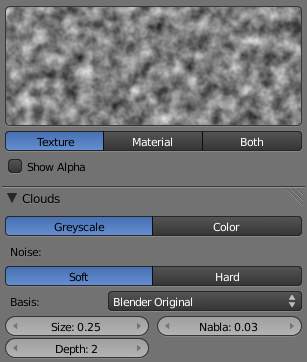 Texture Material Both
Show Alpha
Clouds
Greyscale Color
Noise:
Soft Hard
Basis: Blender Original
Size: 0.25 Nabla: 0.03
Depth: 2